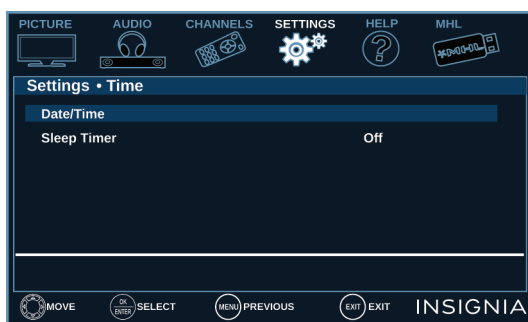 PICTURE AUDIO CHANNELS SETTINGS HELP MHL
MHL
Settings • Time
Date/Time
Sleep Timer Off
MOVE OK ENTER SELECT MENU PREVIOUS EXIT EXIT INSIGNIA